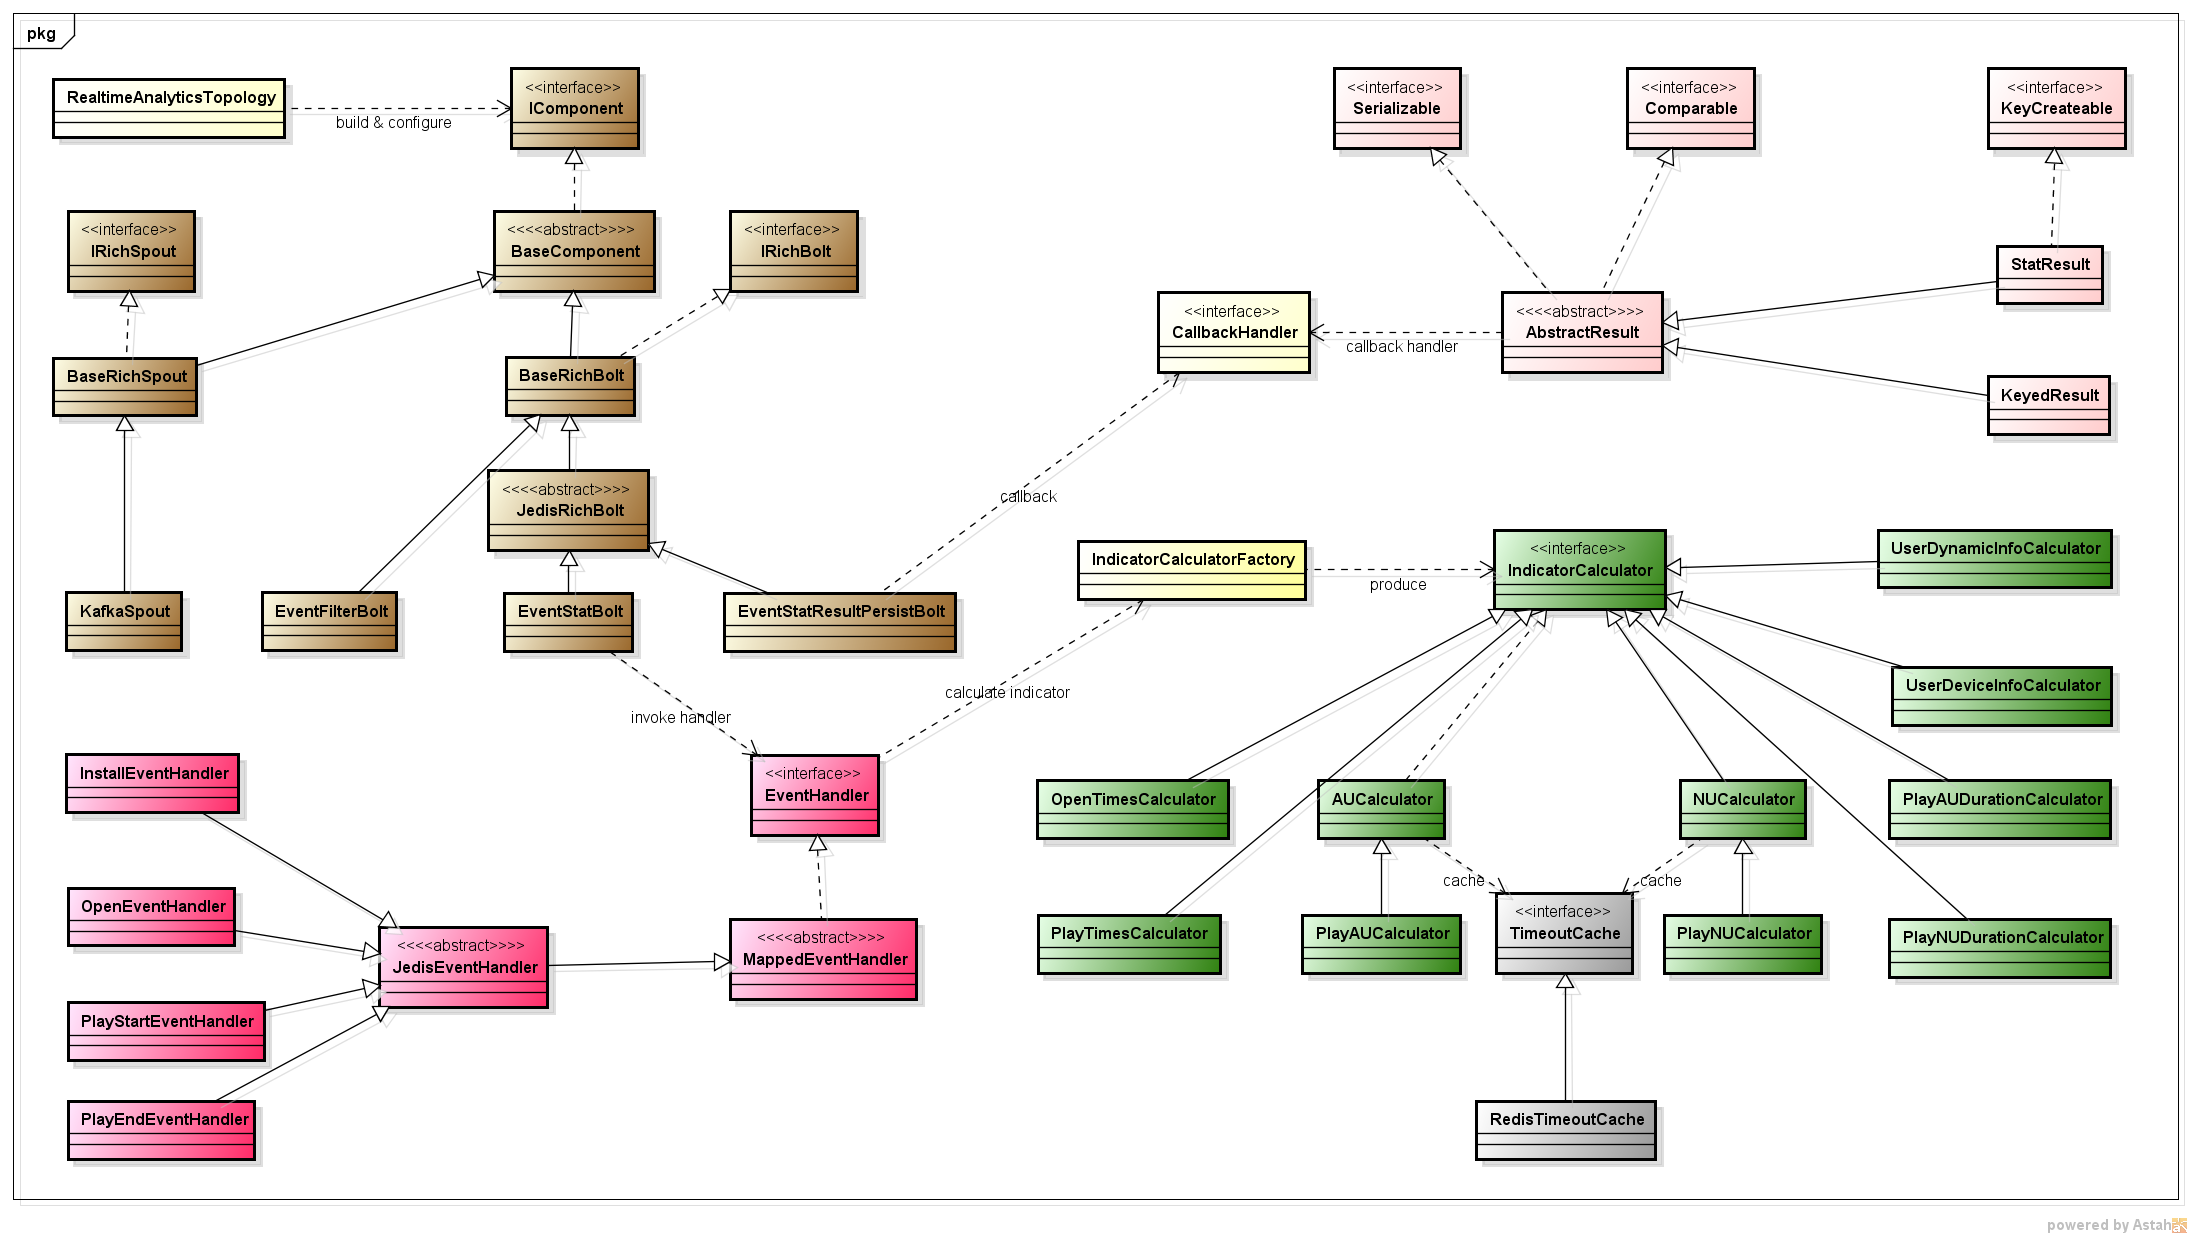 pkg
RealtimeAnalyticsTopology
build & configure
<<interface>>
IComponent
<<interface>>
Serializable
<<interface>>
Comparable
<<interface>>
KeyCreateable
<<interface>>
IRichSpout
<<<<abstract>>>>
BaseComponent
<<interface>>
IRichBolt
StatResult
<<interface>>
CallbackHandler
callback handler
<<<<abstract>>>>
AbstractResult
BaseRichSpout
BaseRichBolt
KeyedResult
<<<<abstract>>>>
JedisRichBolt
callback
IndicatorCalculatorFactory
produce
<<interface>>
IndicatorCalculator
UserDynamicInfoCalculator
KafkaSpout
EventFilterBolt
EventStatBolt
EventStatResultPersistBolt
calculate indicator
UserDeviceInfoCalculator
invoke handler
InstallEventHandler
<<interface>>
EventHandler
OpenTimesCalculator
AUCalculator
NUCalculator
PlayAUDurationCalculator
cache
cache
OpenEventHandler
<<<<abstract>>>>
JedisEventHandler
<<<<abstract>>>>
MappedEventHandler
PlayTimesCalculator
PlayAUCalculator
<<interface>>
TimeoutCache
PlayNUCalculator
PlayNUDurationCalculator
PlayStartEventHandler
PlayEndEventHandler
RedisTimeoutCache
powered by Astah